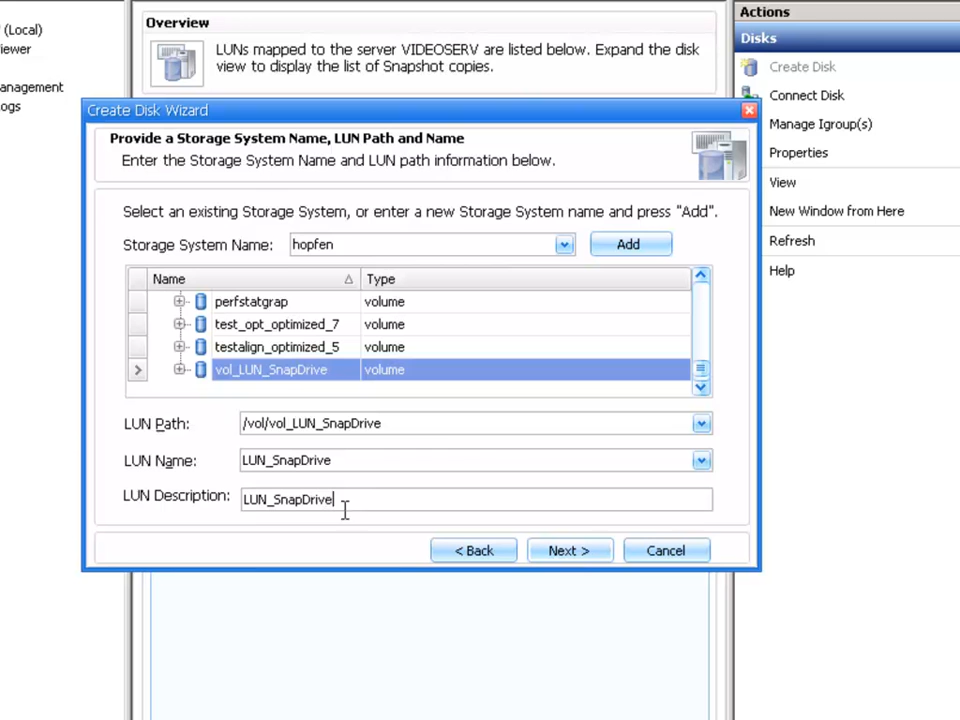 (Local)
iewer
anagement
ogs
Overview
LUNs mapped to the server VIDEOSERV are listed below. Expand the disk
view to display the list of Snapshot copies.
Actions
Disks
Create Disk
Connect Disk
Manage Igroup(s)
Properties
View
New Window from Here
Refresh
Help
Create Disk Wizard
Provide a Storage System Name, LUN Path and Name
Enter the Storage System Name and LUN path information below.
Select an existing Storage System, or enter a new Storage System name and press "Add".
Storage System Name: hopfen Add
Name Type
perfstatgrap volume
test_opt_optimized_7 volume
testalign_optimized_5 volume
vol_LUN_SnapDrive volume
LUN Path: /vol/vol_LUN_SnapDrive
LUN Name: LUN_SnapDrive
LUN Description: LUN_SnapDrive
< Back Next > Cancel